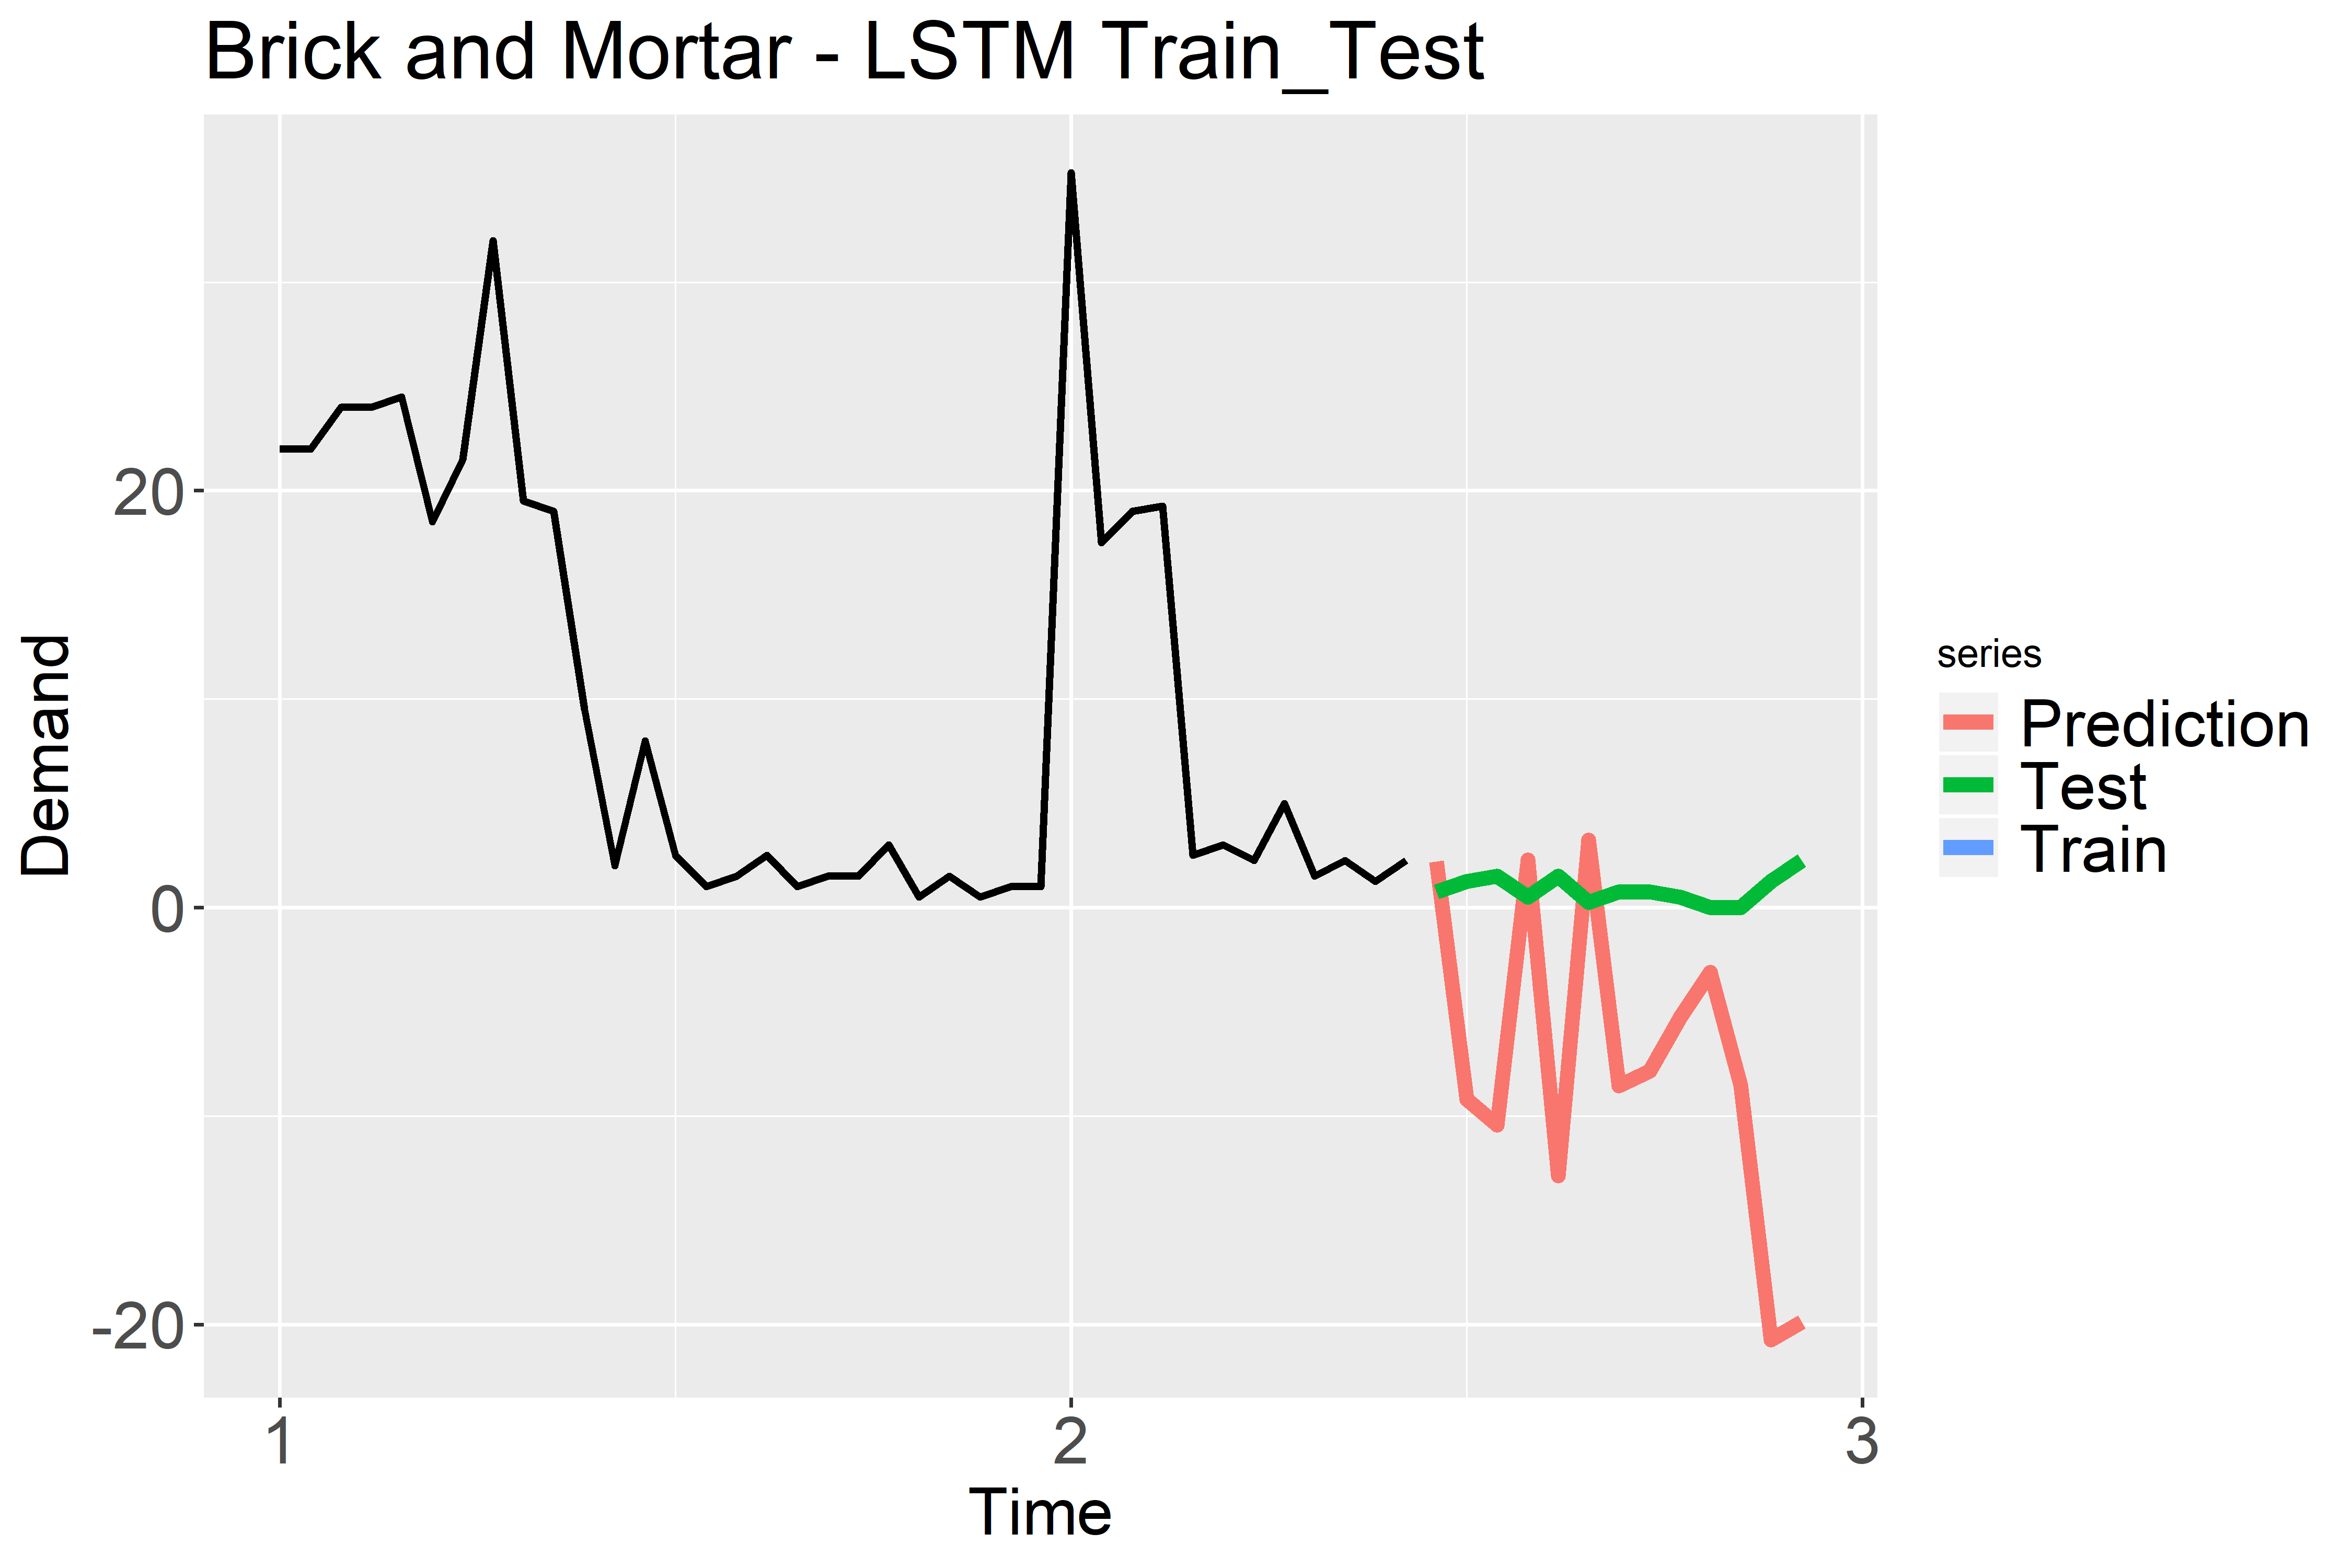 Brick and Mortar - LSTM Train_Test
Demand
20
0
-20
1
2
3
Time
series
Prediction
Test
Train